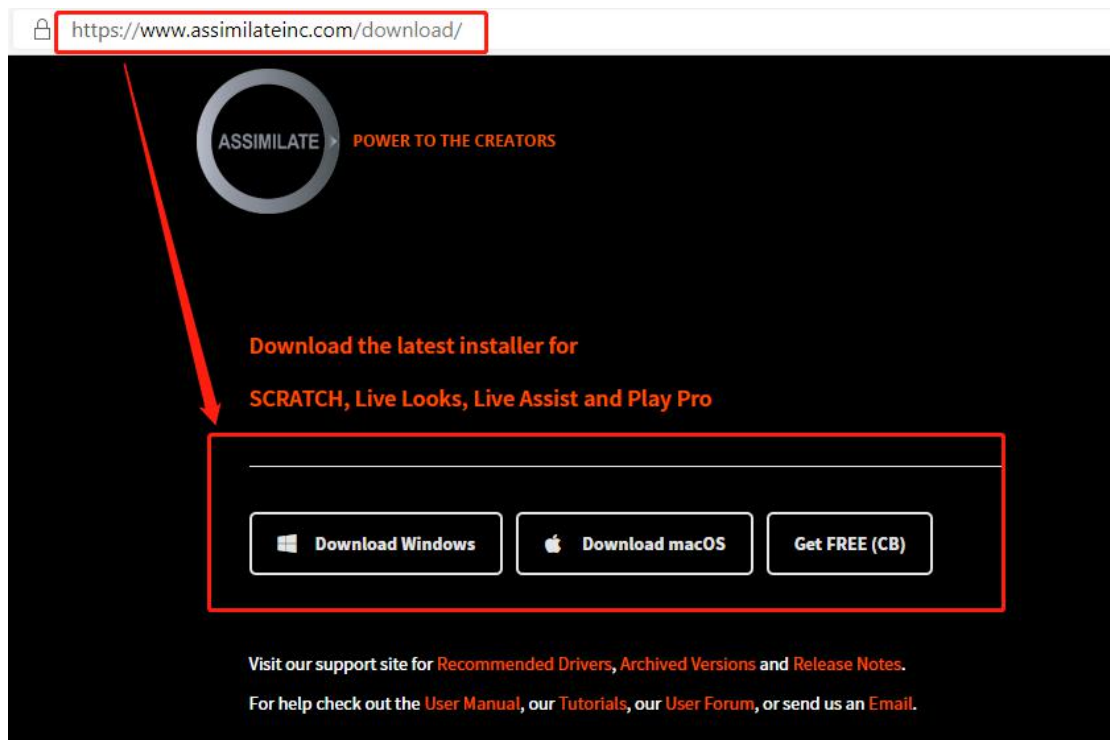 https://www.assimilateinc.com/download/
ASSIMILATE
POWER TO THE CREATORS
Download the latest installer for
SCRATCH, Live Looks, Live Assist and Play Pro
Download Windows
Download macOS
Get FREE (CB)
Visit our support site for Recommended Drivers, Archived Versions and Release Notes.
For help check out the User Manual, our Tutorials, our User Forum, or send us an Email.